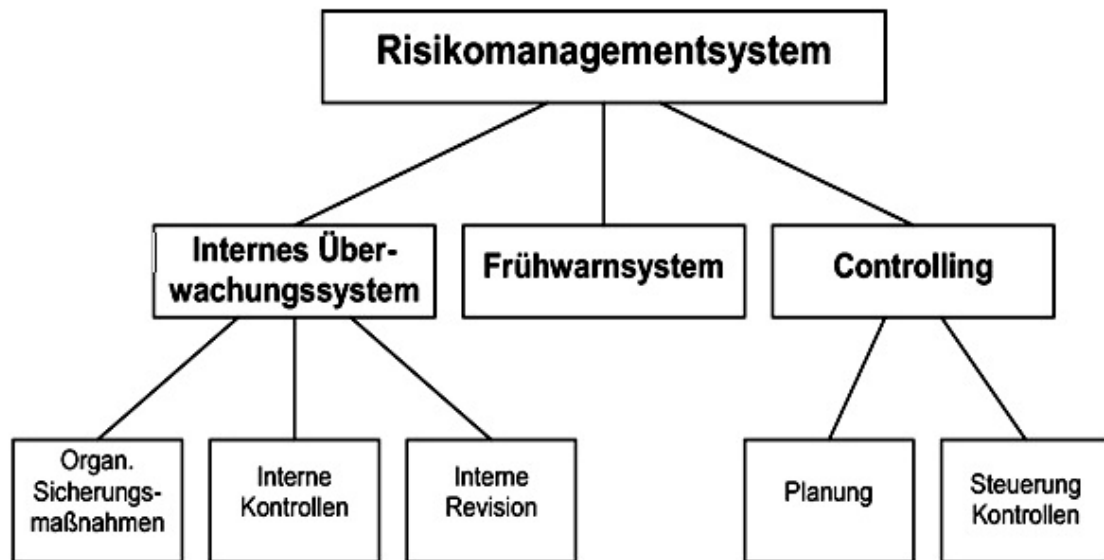 Risikomanagementsystem
Internes Über-
wachungssystem
Frühwarnsystem
Controlling
Organ.
Sicherungs-
maßnahmen
Interne
Kontrollen
Interne
Revision
Planung
Steuerung
Kontrollen